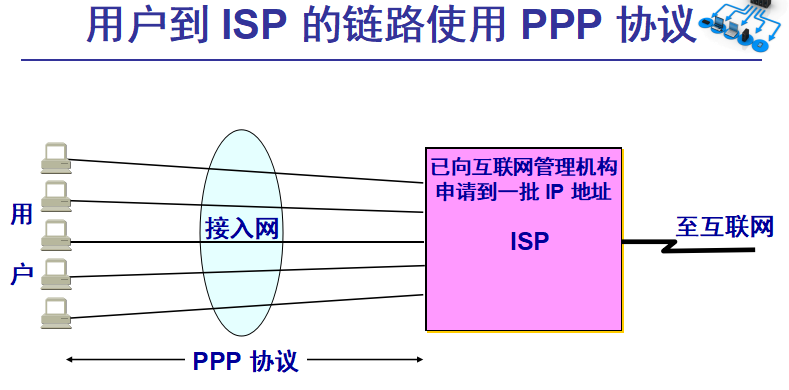 用户到 ISP 的链路使用 PPP 协议
已向互联网管理机构
申请到一批 IP 地址
用
户
接入网
ISP
至互联网
PPP 协议